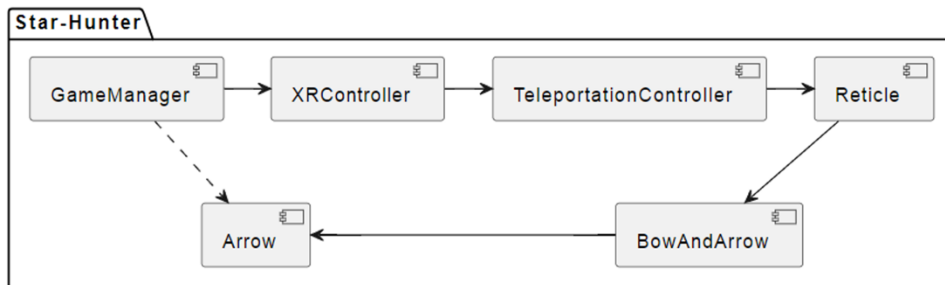 Star-Hunter
GameManager
XRController
TeleportationController
Reticle
Arrow
BowAndArrow